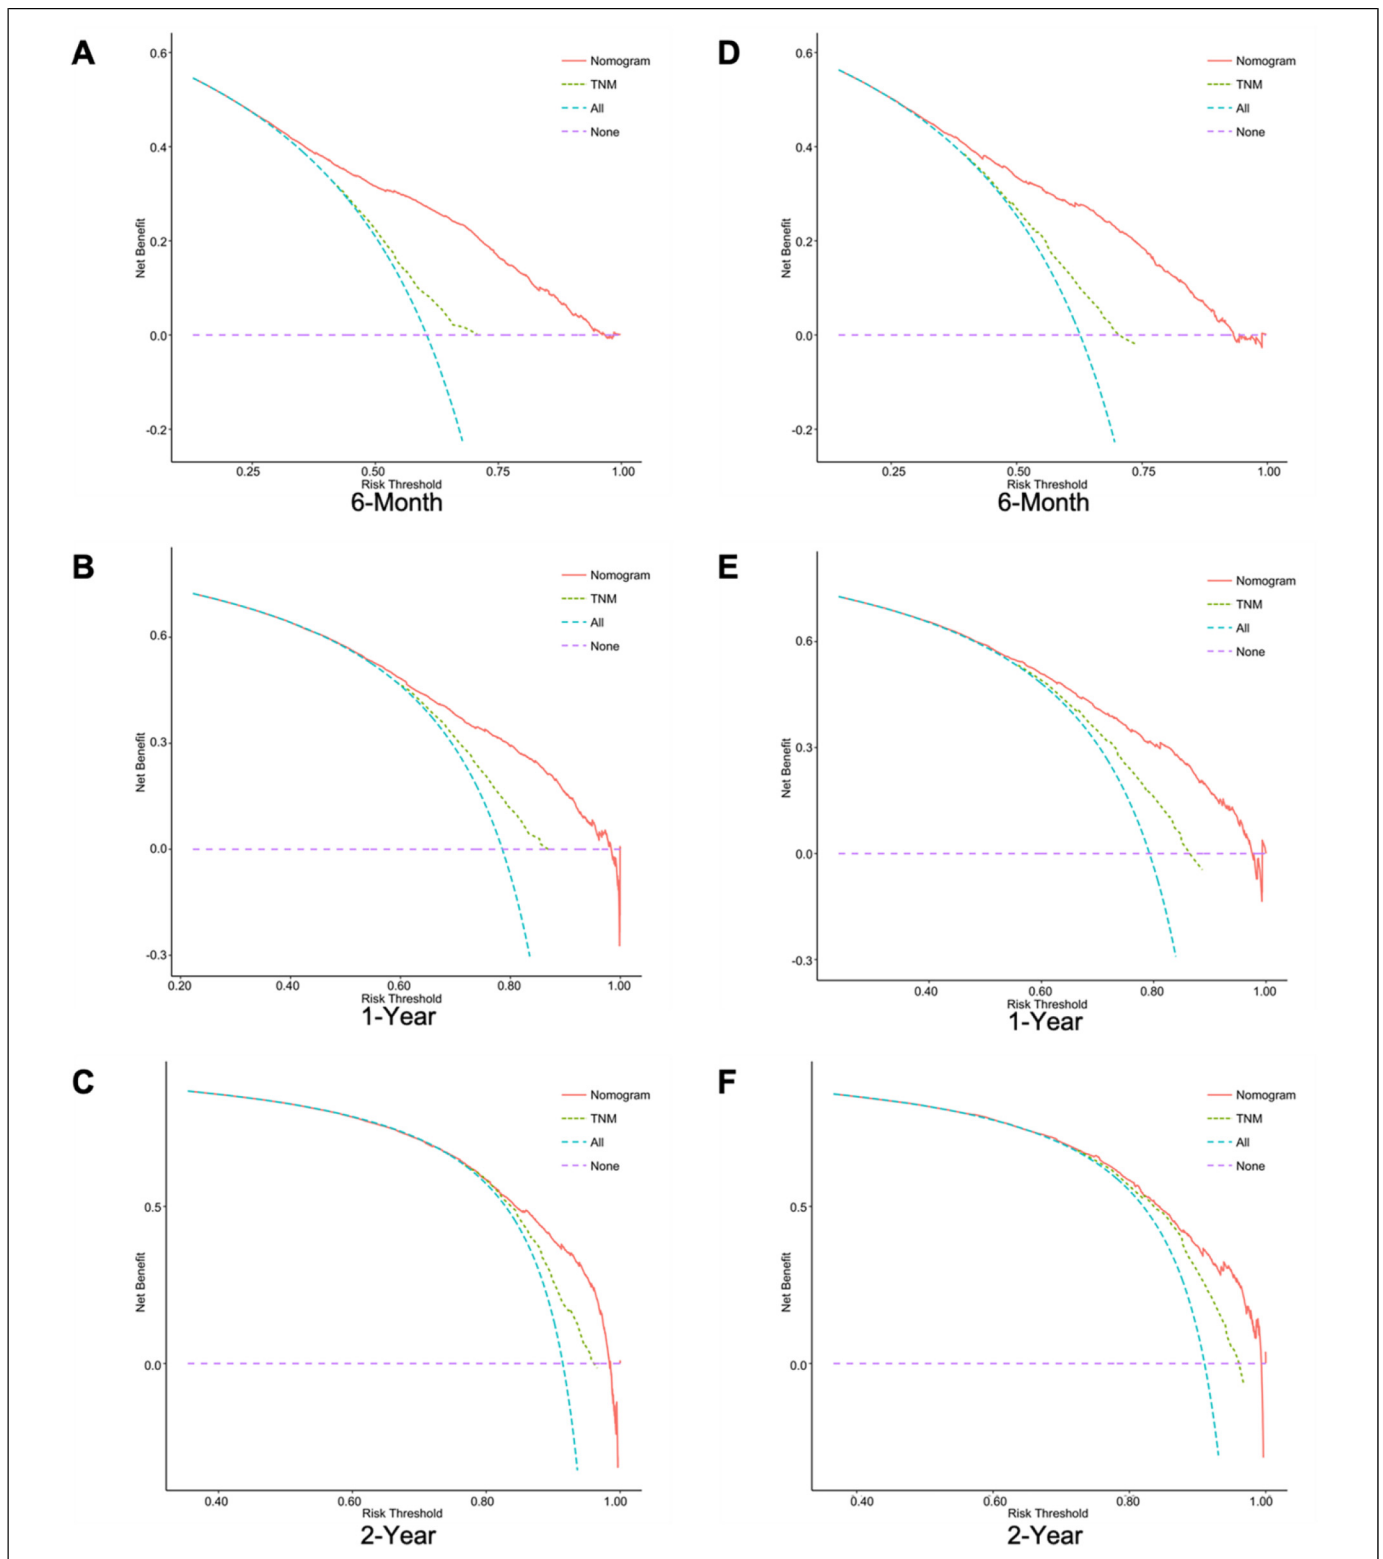 A
0.6
0.4
0.2
0.0
-0.2
Net Benefit
Nomogram
TNM
All
None
0.25 0.50 0.75 1.00
Risk Threshold
6-Month
D
0.6
0.4
0.2
0.0
-0.2
Net Benefit
Nomogram
TNM
All
None
0.25 0.50 0.75 1.00
Risk Threshold
6-Month
B
0.6
0.3
0.0
-0.3
Net Benefit
Nomogram
TNM
All
None
0.20 0.40 0.60 0.80 1.00
Risk Threshold
1-Year
E
0.6
0.3
0.0
-0.3
Net Benefit
Nomogram
TNM
All
None
0.40 0.60 0.80 1.00
Risk Threshold
1-Year
C
0.5
0.0
Net Benefit
Nomogram
TNM
All
None
0.40 0.60 0.80 1.00
Risk Threshold
2-Year
F
0.5
0.0
Net Benefit
Nomogram
TNM
All
None
0.40 0.60 0.80 1.00
Risk Threshold
2-Year